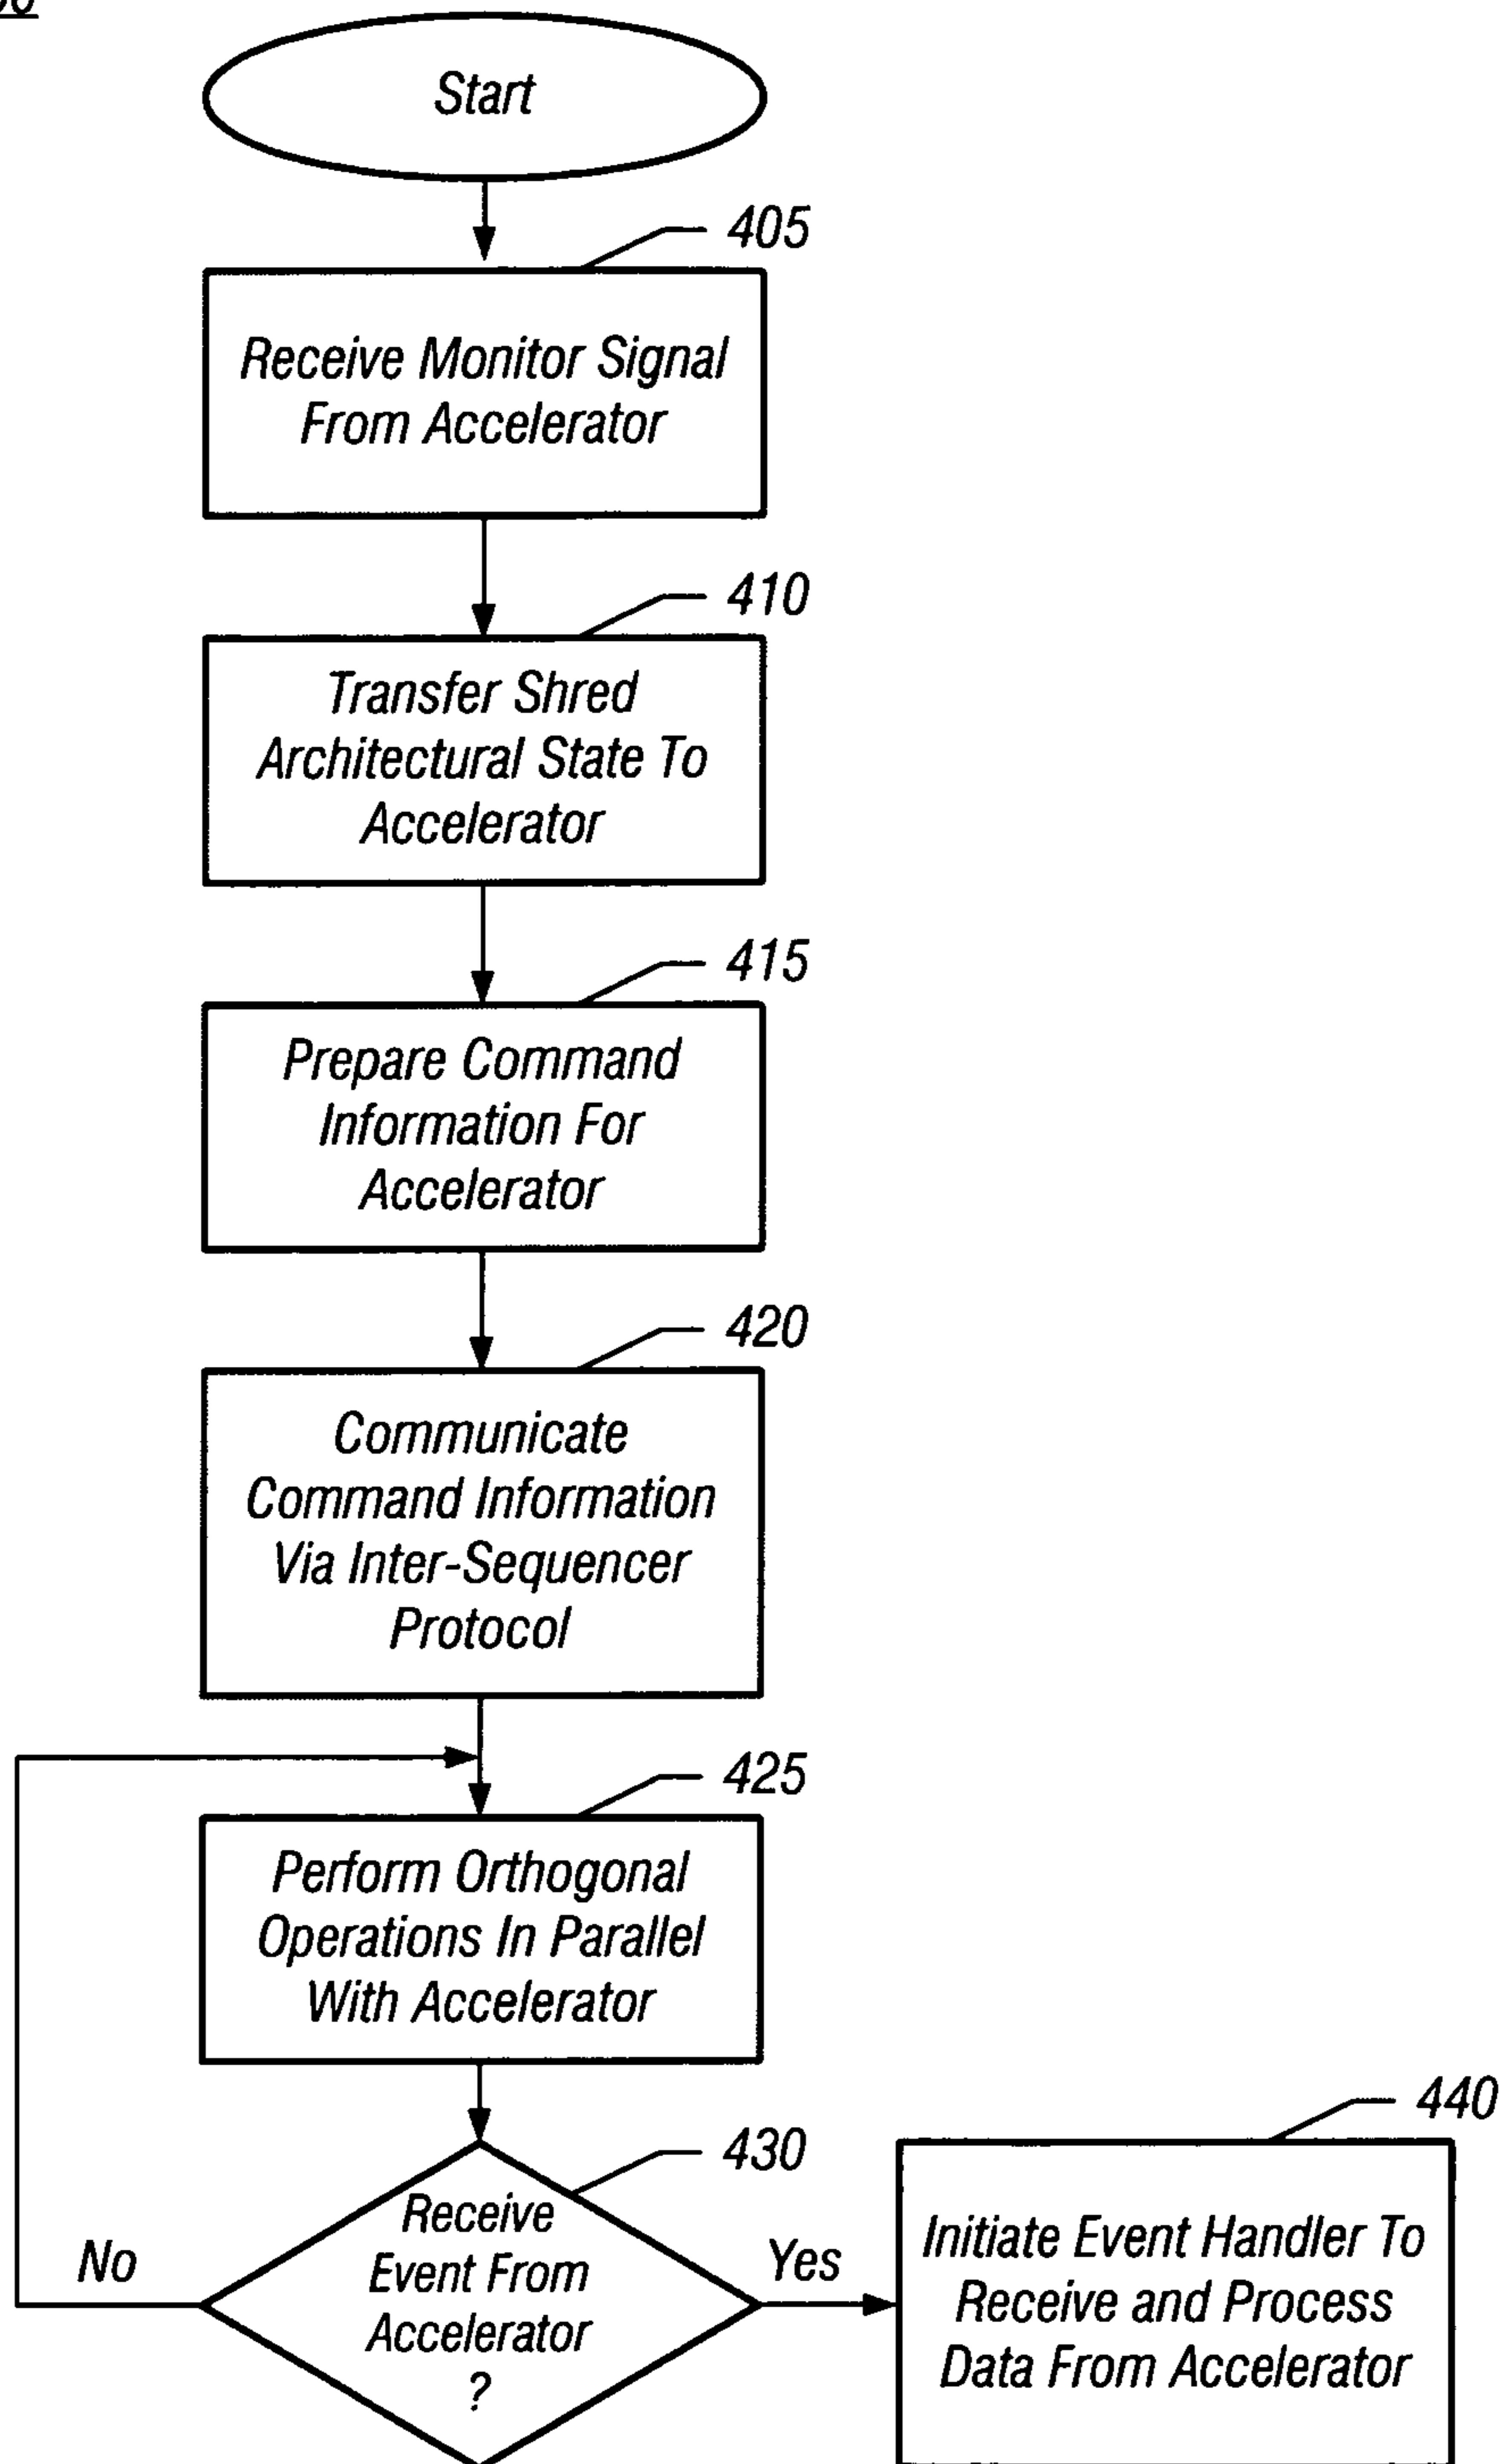 Start
405
Receive Monitor Signal
From Accelerator
410
Transfer Shred
Architectural State To
Accelerator
415
Prepare Command
Information For
Accelerator
420
Communicate
Command Information
Via Inter-Sequencer
Protocol
425
Perform Orthogonal
Operations In Parallel
With Accelerator
430
Receive
Event From
Accelerator
?
No
Yes
440
Initiate Event Handler To
Receive and Process
Data From Accelerator